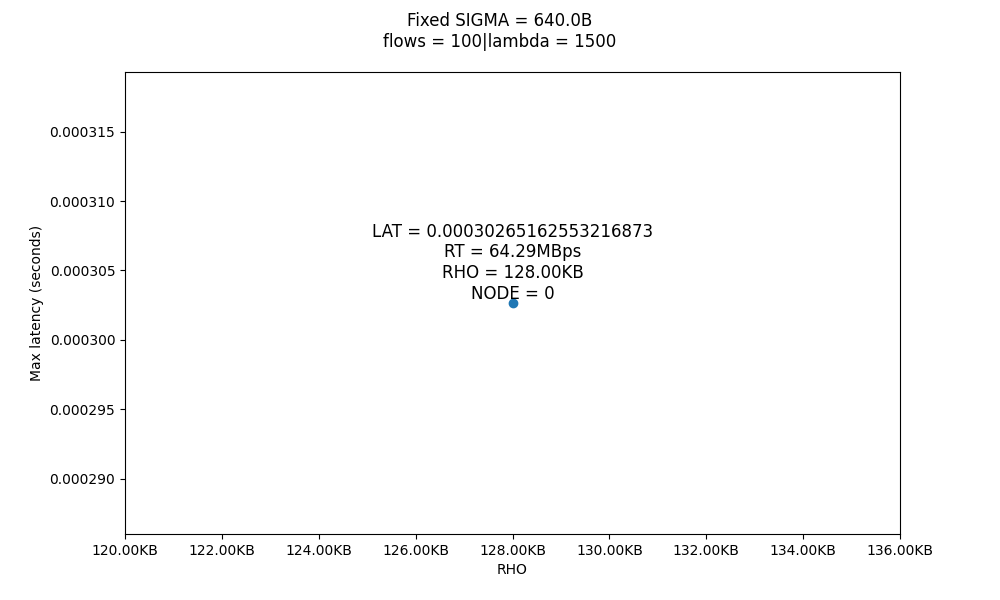 Fixed SIGMA = 640.0B
flows = 100|lambda = 1500
0.000315
0.000310
0.000305
0.000300
0.000295
0.000290
Max latency (seconds)
LAT = 0.00030265162553216873
RT = 64.29MBps
RHO = 128.00KB
NODE = 0
120.00KB
122.00KB
124.00KB
126.00KB
128.00KB
130.00KB
132.00KB
134.00KB
136.00KB
RHO